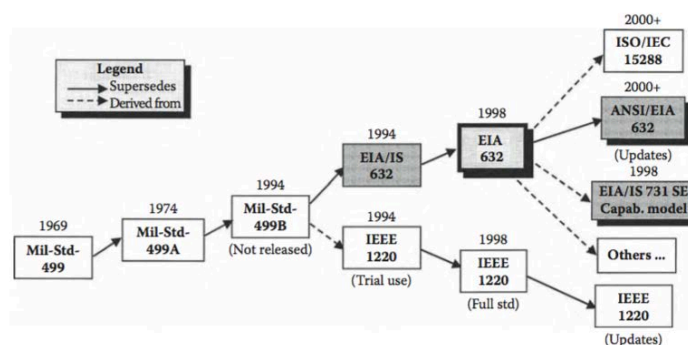 Legend
Supersedes
Derived from
1969
Mil-Std-
499
1974
Mil-Std-
499A
1994
Mil-Std-
499B
(Not released)
1994
EIA/IS
632
1994
IEEE
1220
(Trial use)
1998
EIA
632
1998
IEEE
1220
(Full std)
2000+
ISO/IEC
15288
2000+
ANSI/EIA
632
(Updates)
1998
EIA/IS 731 SE
Capab. model
Others ...
IEEE
1220
(Updates)